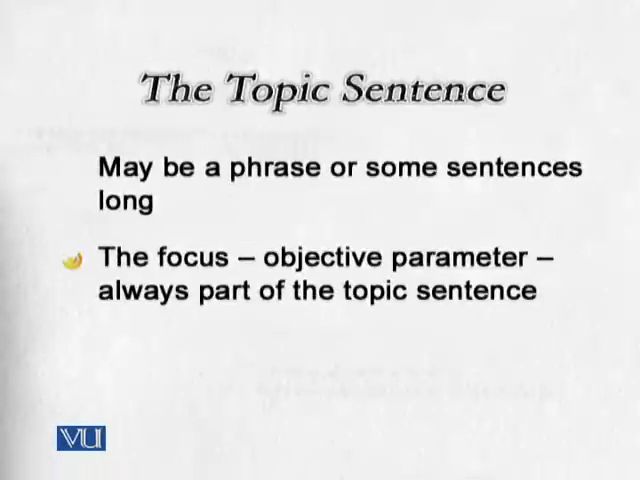 The Topic Sentence
May be a phrase or some sentences
long
The focus – objective parameter –
always part of the topic sentence
VU